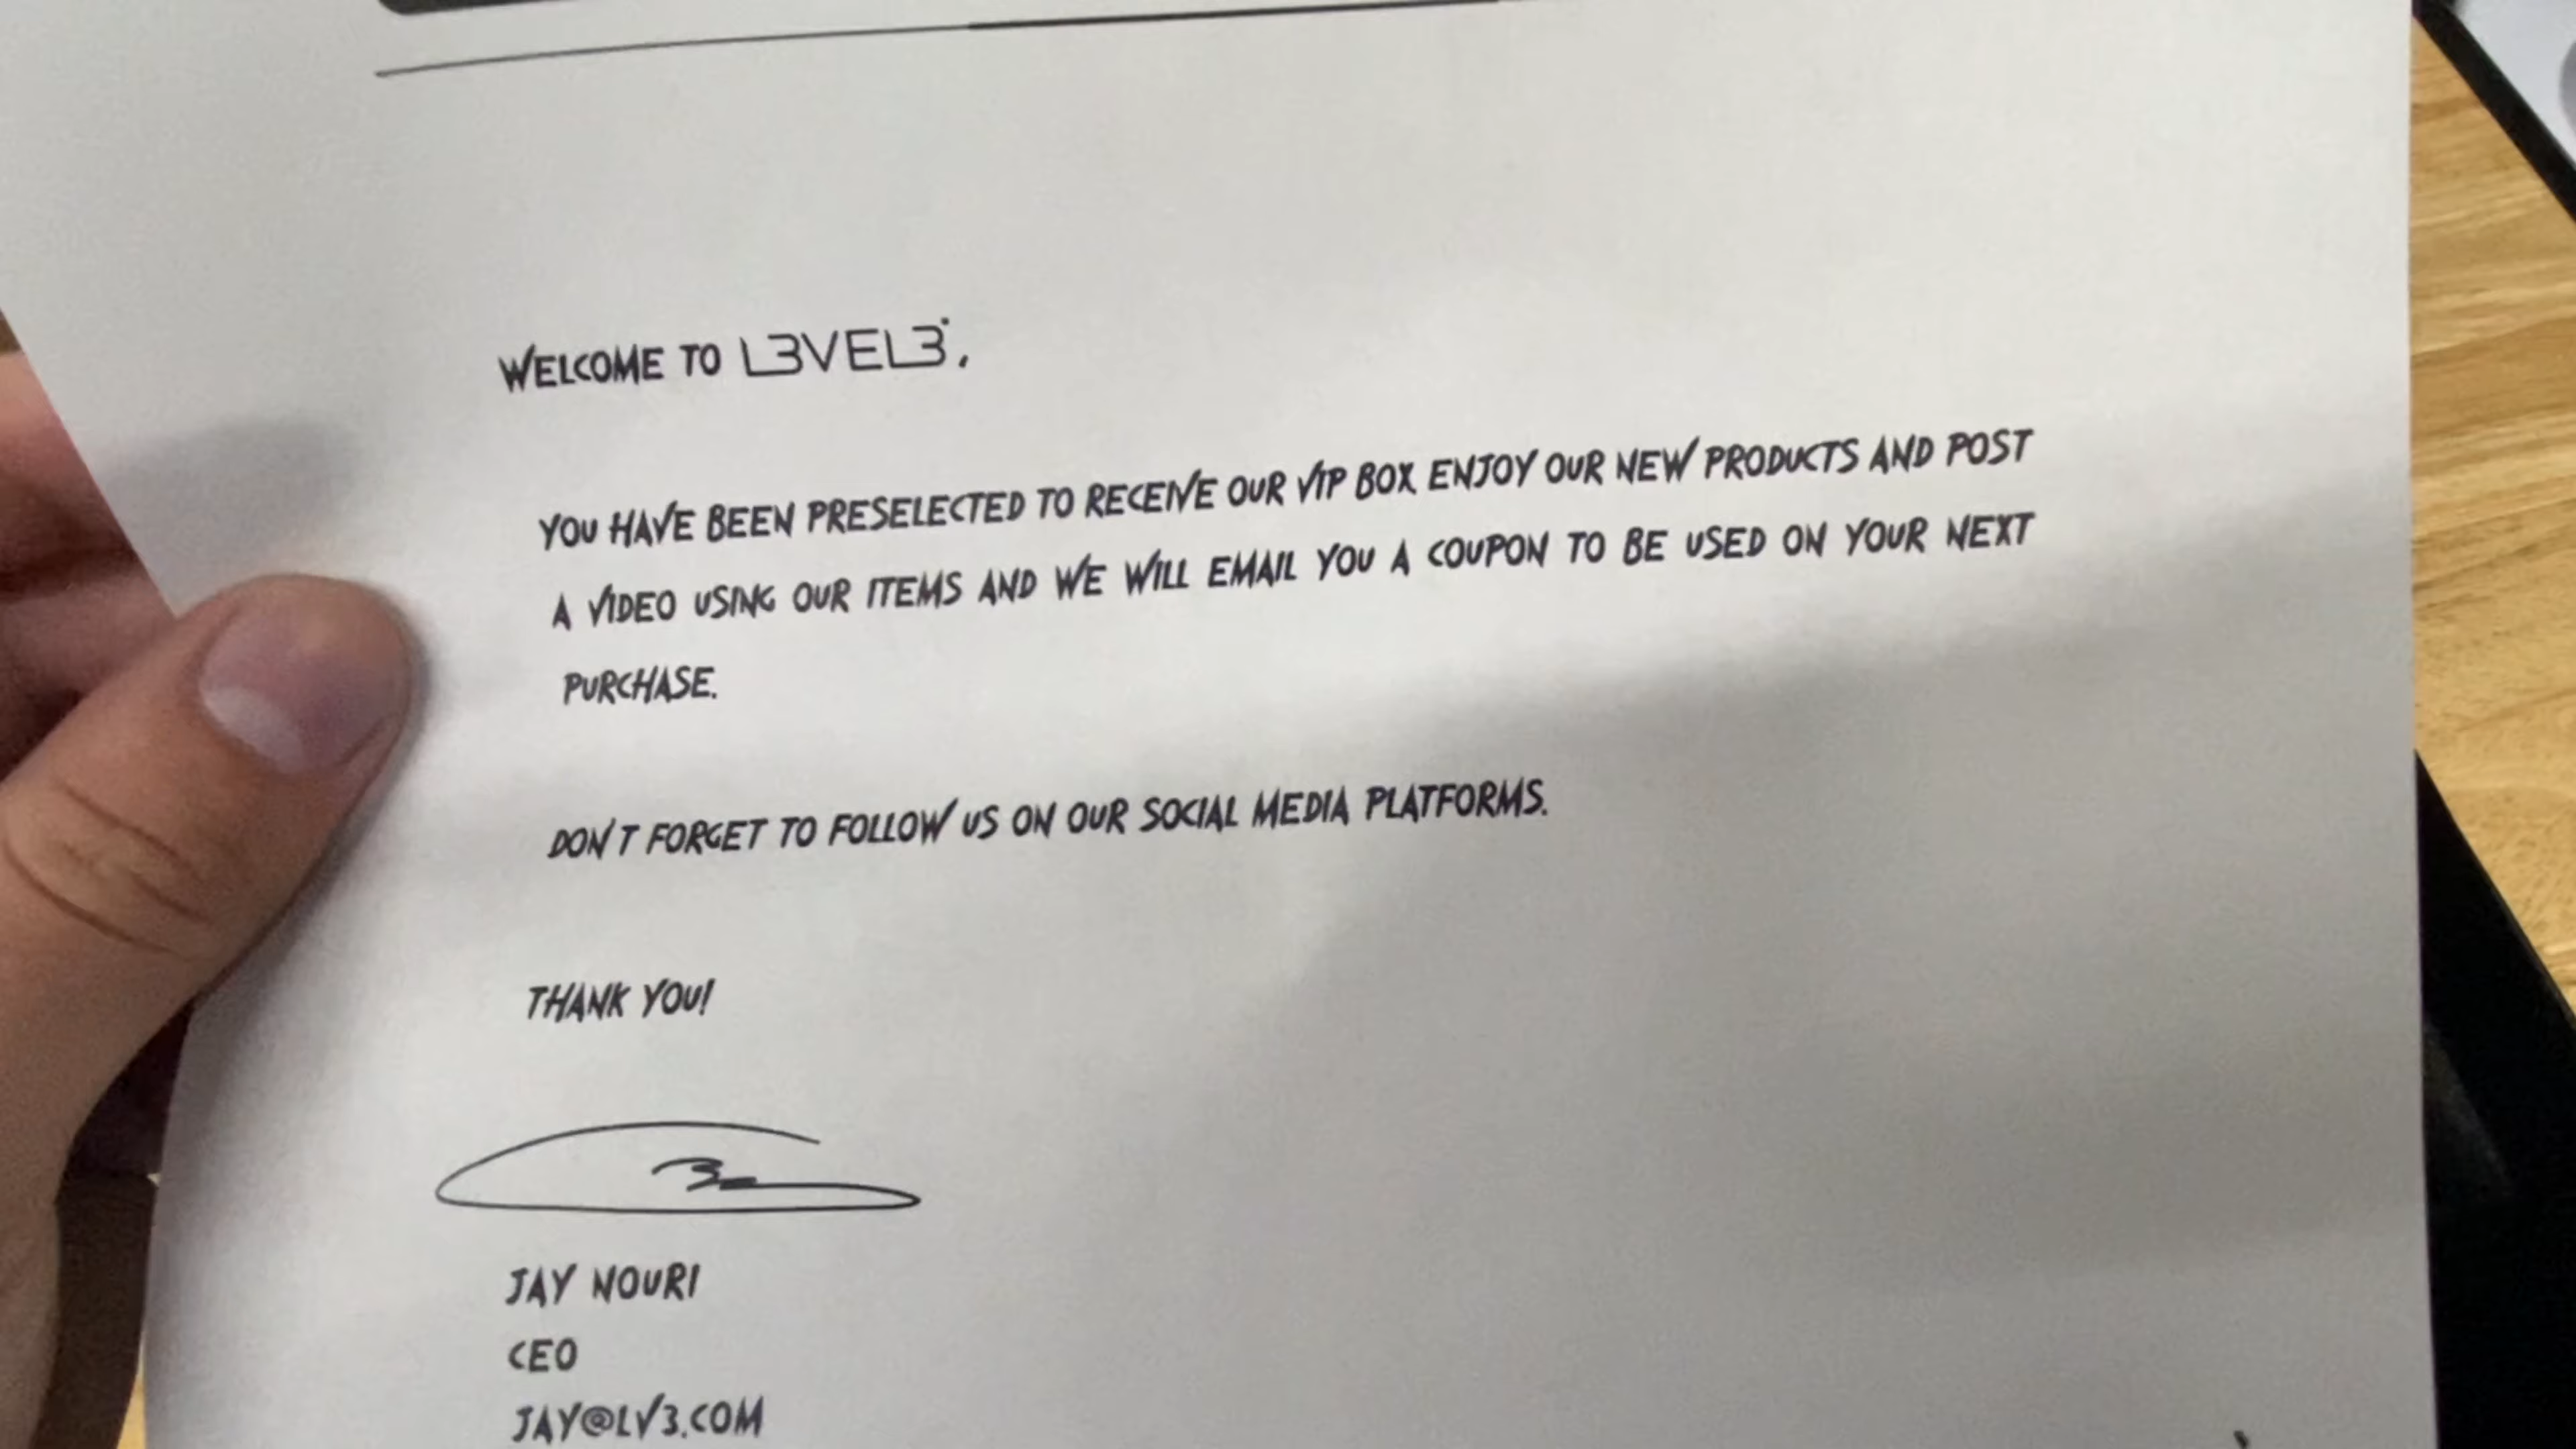 WELCOME TO L3VEL3,
YOU HAVE BEEN PRESELECTED TO RECEIVE OUR VIP BOX ENJOY OUR NEW PRODUCTS AND POST
A VIDEO USING OUR ITEMS AND WE WILL EMAIL YOU A COUPON TO BE USED ON YOUR NEXT
PURCHASE.
DON'T FORGET TO FOLLOW US ON OUR SOCIAL MEDIA PLATFORMS.
THANK YOU!
JAY NOURI
CEO
JAY@LV3.COM